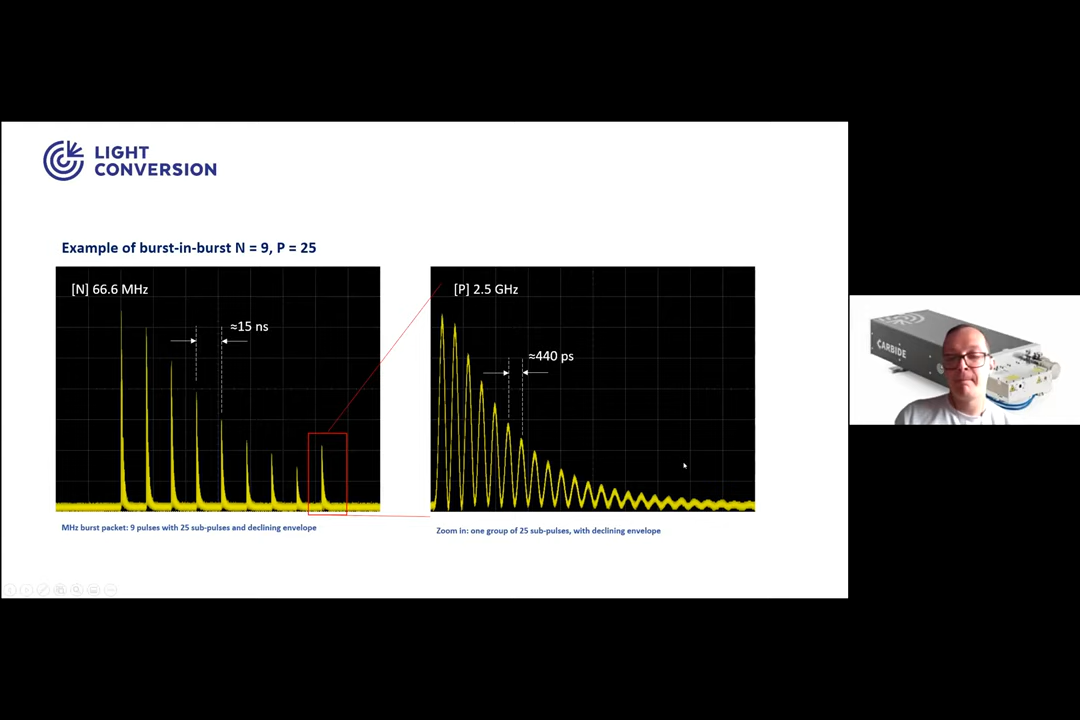 LIGHT
CONVERSION
Example of burst-in-burst N = 9, P = 25
[N] 66.6 MHz
≈15 ns
[P] 2.5 GHz
≈440 ps
MHz burst packet: 9 pulses with 25 sub-pulses and declining envelope
Zoom in: one group of 25 sub-pulses, with declining envelope
CARBIDE